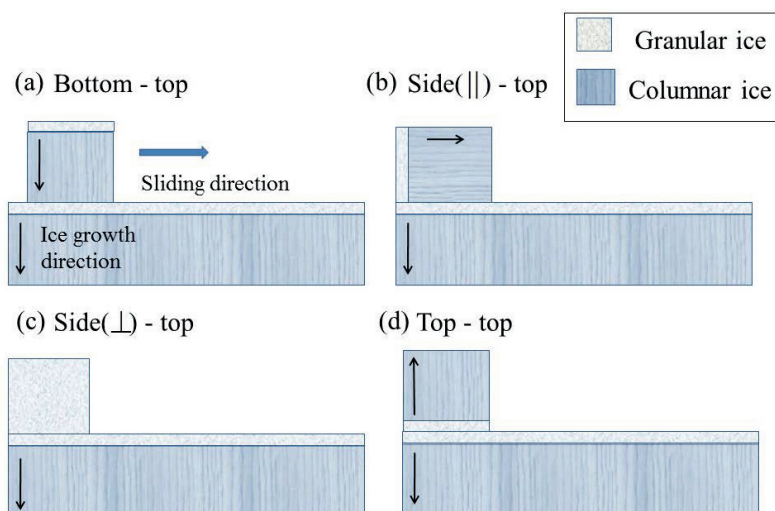 Granular ice
Columnar ice
(a) Bottom - top
Sliding direction
Ice growth
direction
(b) Side(||) - top
(c) Side(⊥) - top
(d) Top - top